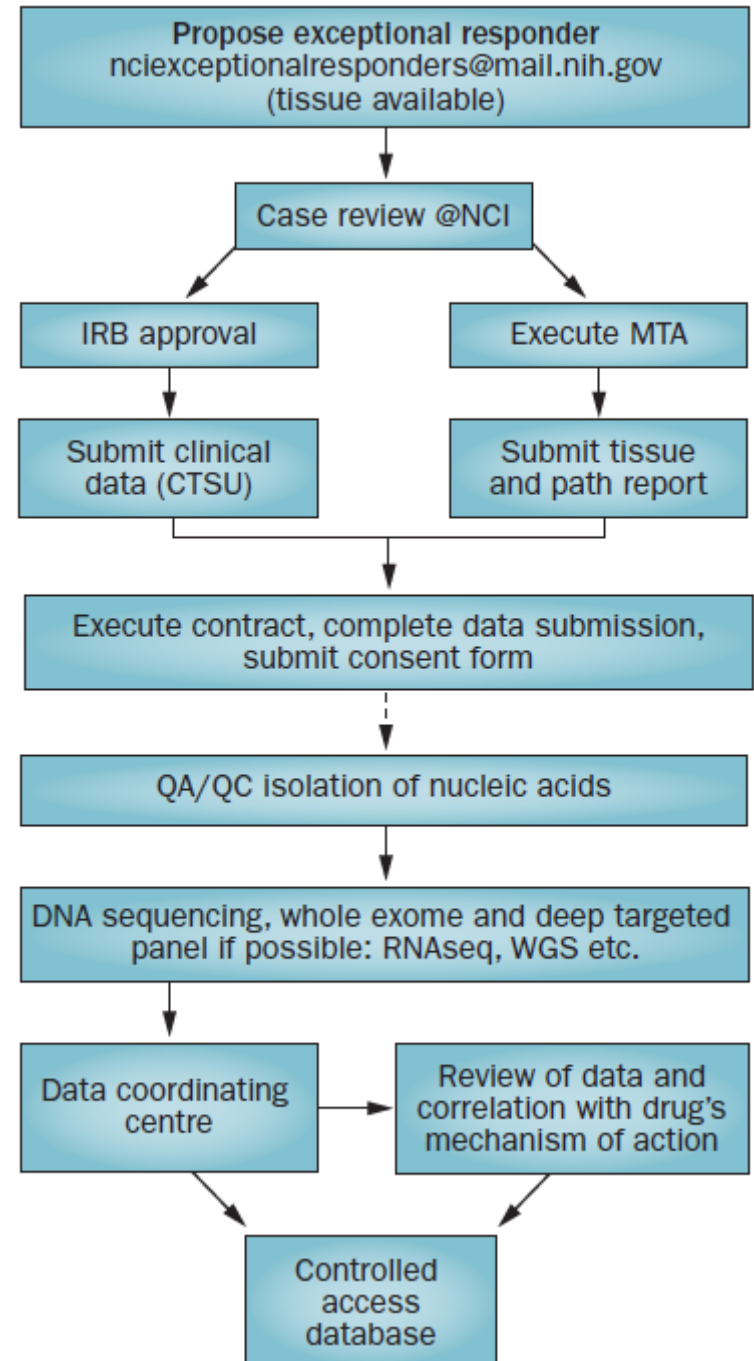 Propose exceptional responder
nciexceptionalresponders@mail.nih.gov
(tissue available)
Case review @NCI
IRB approval
Execute MTA
Submit clinical
data (CTSU)
Submit tissue
and path report
Execute contract, complete data submission,
submit consent form
QA/QC isolation of nucleic acids
DNA sequencing, whole exome and deep targeted
panel if possible: RNAseq, WGS etc.
Data coordinating
centre
Review of data and
correlation with drug's
mechanism of action
Controlled
access
database